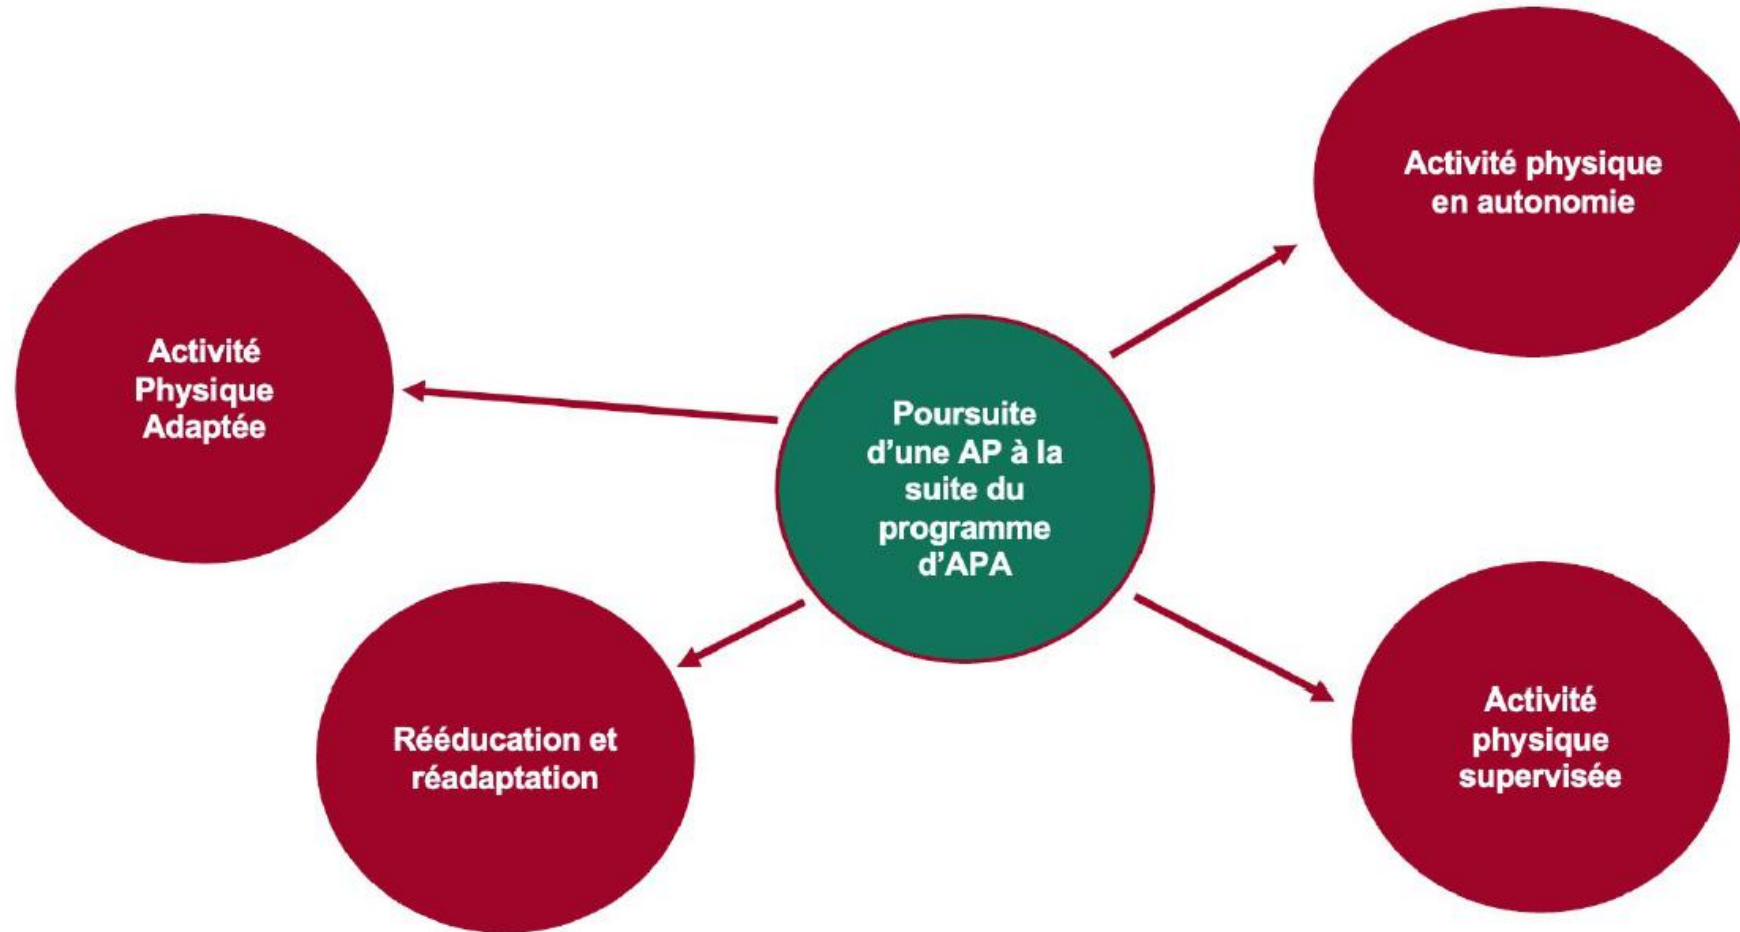 Activité physique
en autonomie
Activité
Physique
Adaptée
Poursuite
d’une AP à la
suite du
programme
d’APA
Rééducation et
réadaptation
Activité
physique
supervisée